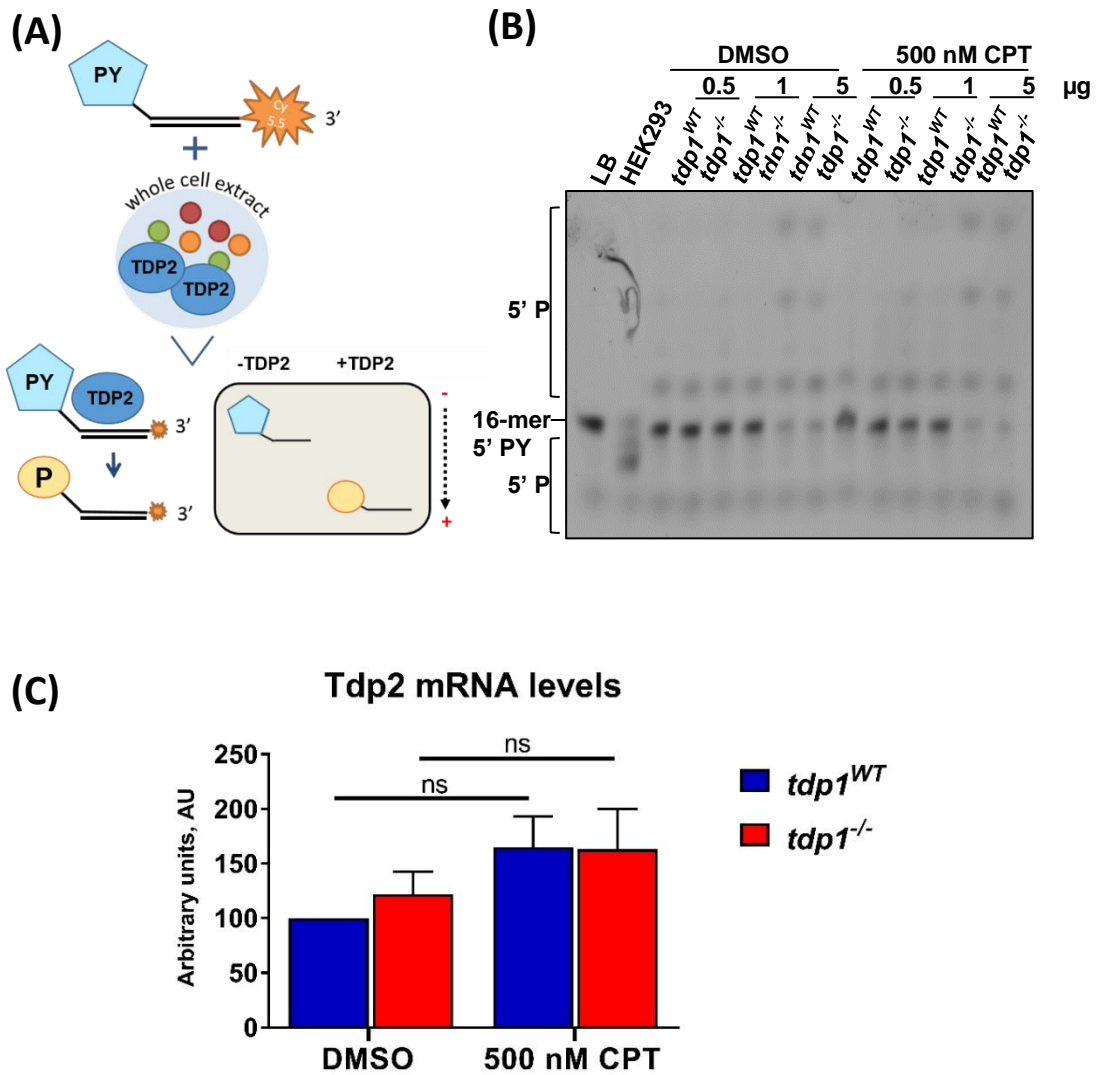 (A)
PY
Cy
5.5
3’
+
whole cell extract
TDP2
TDP2
PY
TDP2
3’
P
3’
-TDP2 +TDP2
-
+
(B)
DMSO 500 nM CPT
0.5 1 5 0.5 1 5 µg
LB HEK293 tdp1WT tdp1-/- tdp1WT tdp1-/- tdp1WT tdp1-/- tdp1WT tdp1-/- tdp1WT tdp1-/- tdp1WT tdp1-/-
5’ P
16-mer
5’ PY
5’ P
(C)
Tdp2 mRNA levels
Arbitrary units, AU
250
200
150
100
50
0
ns
ns
DMSO 500 nM CPT
tdp1WT
tdp1-/-